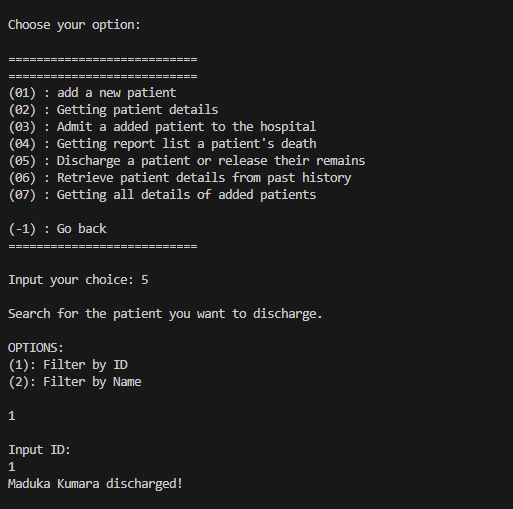 Choose your option:
===========================
===========================
(01) : add a new patient
(02) : Getting patient details
(03) : Admit a added patient to the hospital
(04) : Getting report list a patient's death
(05) : Discharge a patient or release their remains
(06) : Retrieve patient details from past history
(07) : Getting all details of added patients
(-1) : Go back
===========================
Input your choice: 5
Search for the patient you want to discharge.
OPTIONS:
(1): Filter by ID
(2): Filter by Name
1
Input ID:
1
Maduka Kumara discharged!